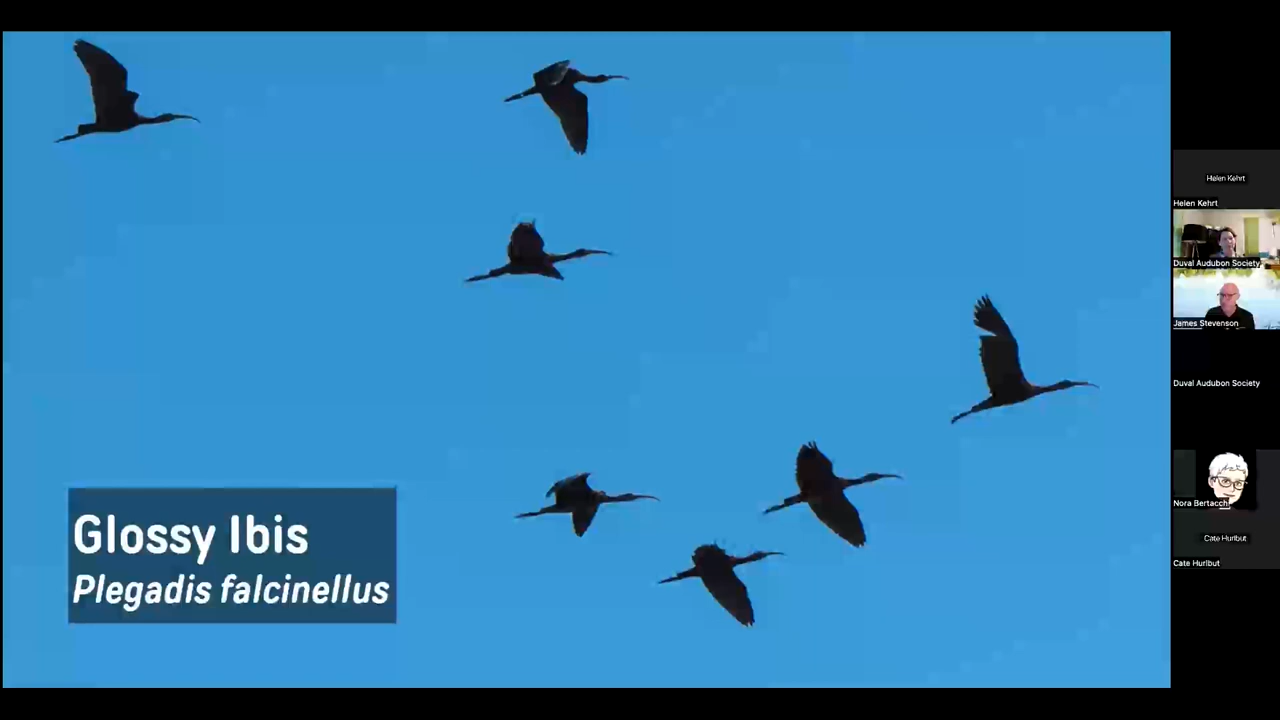 Glossy Ibis
Plegadis falcinellus
Helen Kehrt
Helen Kehrt
Duval Audubon Society
James Stevenson
Duval Audubon Society
Nora Bertacchi
Cate Hurlbut
Cate Hurlbut